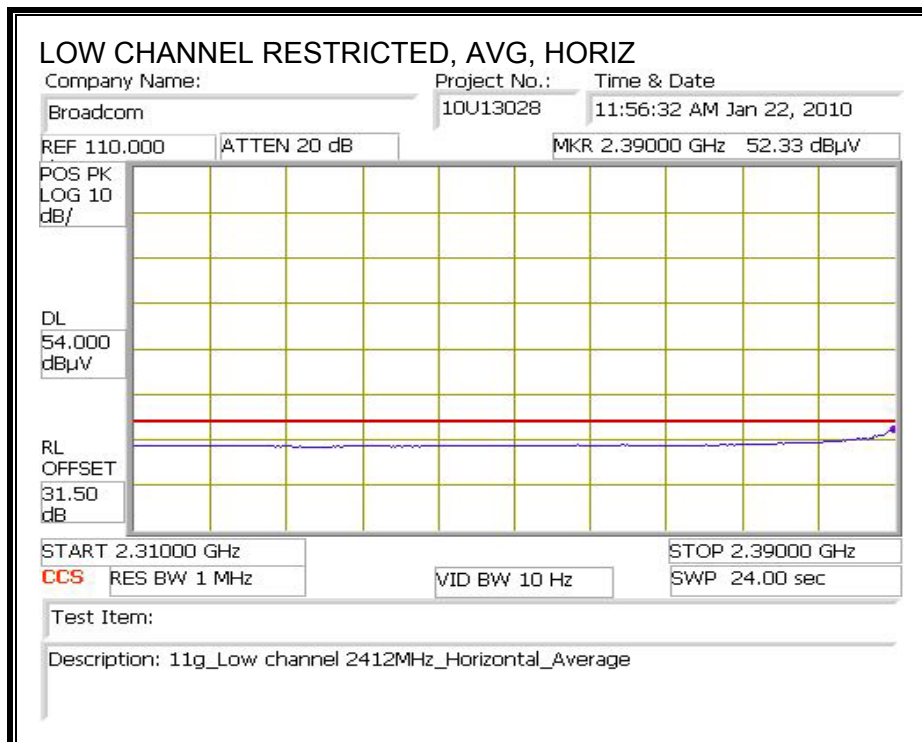 LOW CHANNEL RESTRICTED, AVG, HORIZ
Company Name: Project No.: Time & Date
Broadcom 10U13028 11:56:32 AM Jan 22, 2010
REF 110.000 ATTEN 20 dB MKR 2.39000 GHz 52.33 dBµV
POS PK
LOG 10
dB/
DL
54.000
dBµV
RL
OFFSET
31.50
dB
START 2.31000 GHz STOP 2.39000 GHz
CCS RES BW 1 MHz VID BW 10 Hz SWP 24.00 sec
Test Item:
Description: 11g_Low channel 2412MHz_Horizontal_Average